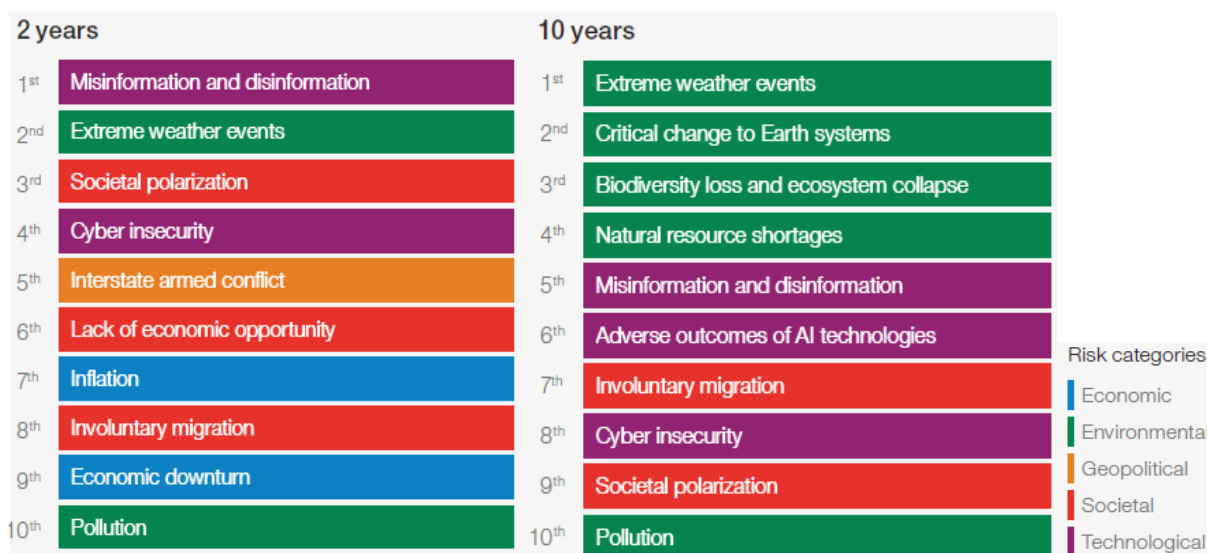 2 years
1st Misinformation and disinformation
2nd Extreme weather events
3rd Societal polarization
4th Cyber insecurity
5th Interstate armed conflict
6th Lack of economic opportunity
7th Inflation
8th Involuntary migration
9th Economic downturn
10th Pollution
10 years
1st Extreme weather events
2nd Critical change to Earth systems
3rd Biodiversity loss and ecosystem collapse
4th Natural resource shortages
5th Misinformation and disinformation
6th Adverse outcomes of AI technologies
7th Involuntary migration
8th Cyber insecurity
9th Societal polarization
10th Pollution
Risk categories
Economic
Environmental
Geopolitical
Societal
Technological